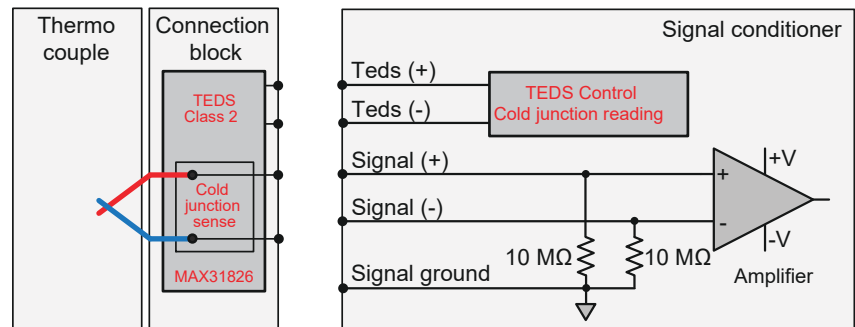 Thermo
couple
Connection
block
TEDS
Class 2
Cold
junction
sense
MAX31826
Signal conditioner
Teds (+)
Teds (-)
TEDS Control
Cold junction reading
Signal (+)
Signal (-)
+V
+
-
-V
10 MΩ
10 MΩ
Amplifier
Signal ground